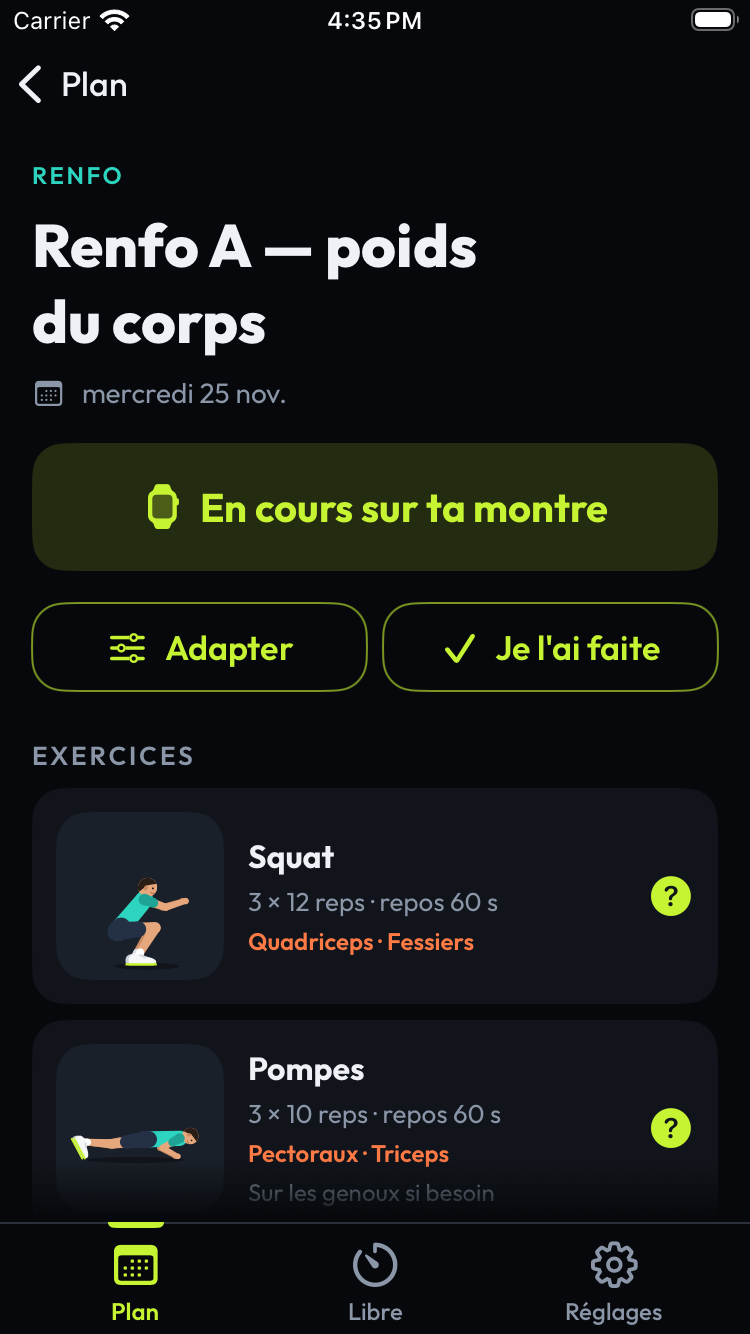 Carrier 4:35 PM
Plan
RENFO
Renfo A — poids
du corps
mercredi 25 nov.
En cours sur ta montre
Adapter
Je l'ai faite
EXERCICES
Squat
3 × 12 reps · repos 60 s
Quadriceps · Fessiers
?
Pompes
3 × 10 reps · repos 60 s
Pectoraux · Triceps
Sur les genoux si besoin
?
Plan
Libre
Réglages